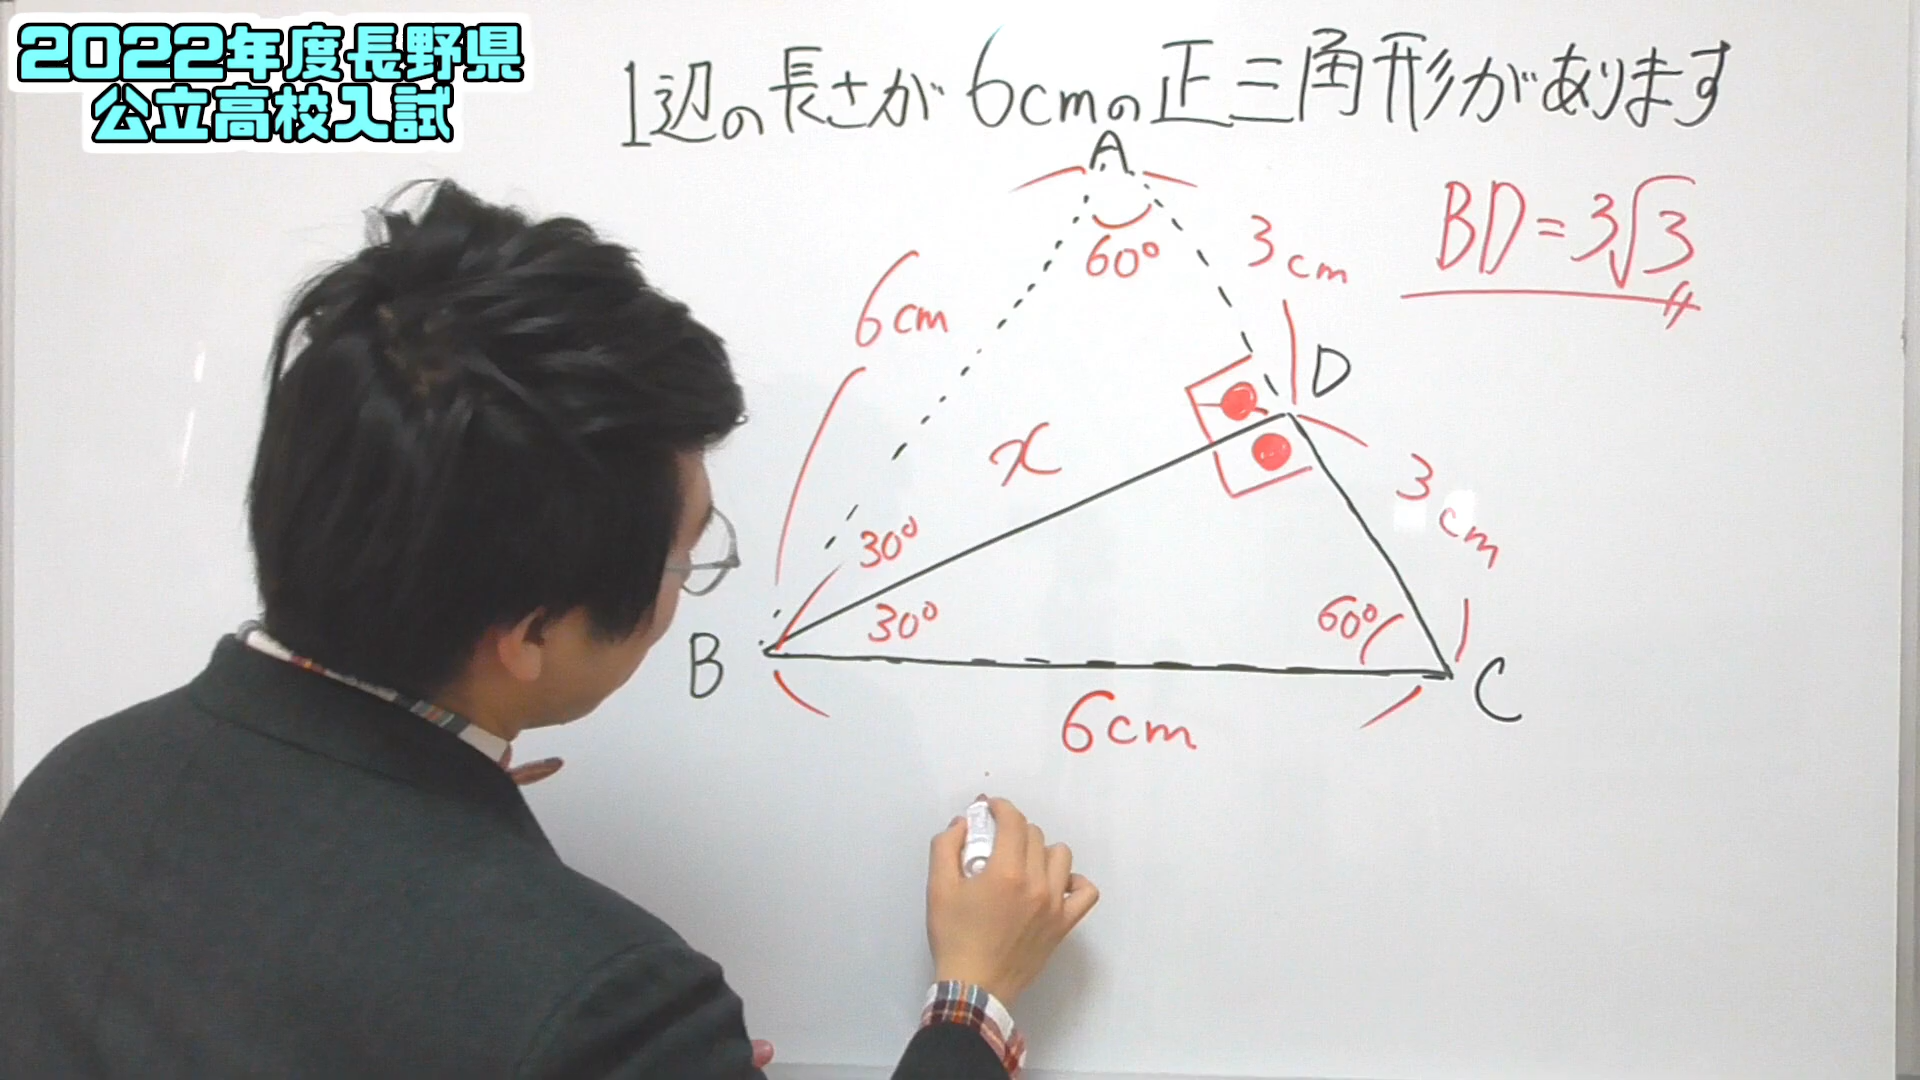 2022年度長野県
公立高校入試
1辺の長さが6cmの正三角形があります
A
60°
3cm
BD=3√3
6cm
D
x
3cm
30°
30°
60°
B
C
6cm